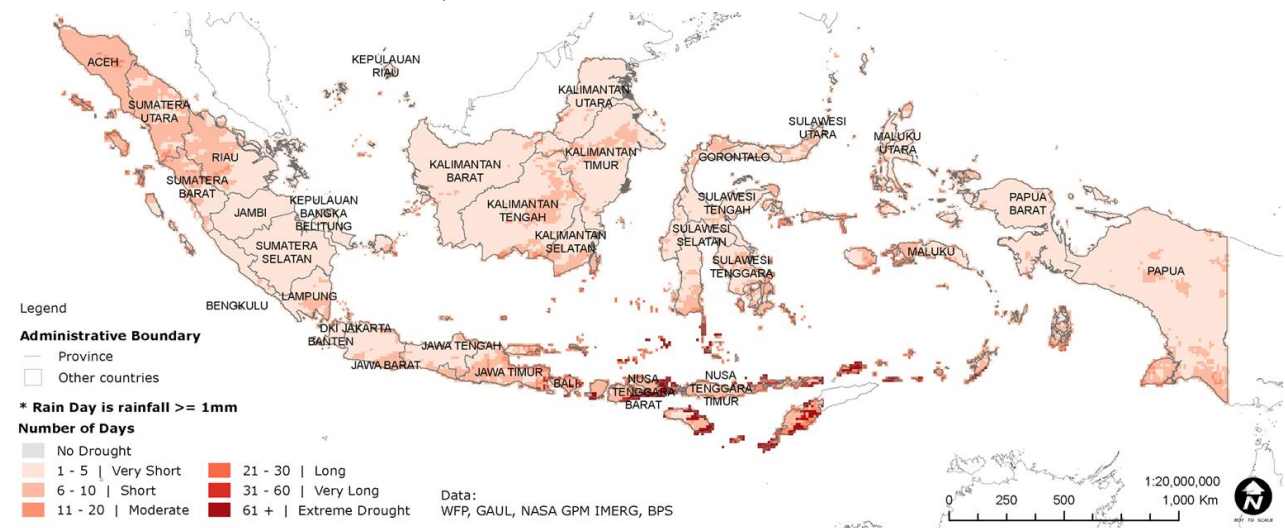 ACEH
SUMATERA
UTARA
RIAU
SUMATERA
BARAT
JAMBI
KEPULAUAN
RIAU
KEPULAUAN
BANGKA
BELITUNG
SUMATERA
SELATAN
BENGKULU
LAMPUNG
DKI JAKARTA
BANTEN
JAWA BARAT
JAWA TENGAH
JAWA TIMUR
BALI
NUSA
TENGGARA
BARAT
NUSA
TENGGARA
TIMUR
KALIMANTAN
UTARA
KALIMANTAN
BARAT
KALIMANTAN
TIMUR
KALIMANTAN
TENGAH
KALIMANTAN
SELATAN
SULAWESI
UTARA
GORONTALO
SULAWESI
TENGAH
SULAWESI
SELATAN
SULAWESI
TENGGARA
MALUKU
UTARA
MALUKU
PAPUA
BARAT
PAPUA
Legend
Administrative Boundary
Province
Other countries
* Rain Day is rainfall >= 1mm
Number of Days
No Drought
1 - 5 | Very Short
6 - 10 | Short
11 - 20 | Moderate
21 - 30 | Long
31 - 60 | Very Long
61 + | Extreme Drought
Data:
WFP, GAUL, NASA GPM IMERG, BPS
1:20,000,000
0 250 500 1,000 Km
NOT TO SCALE